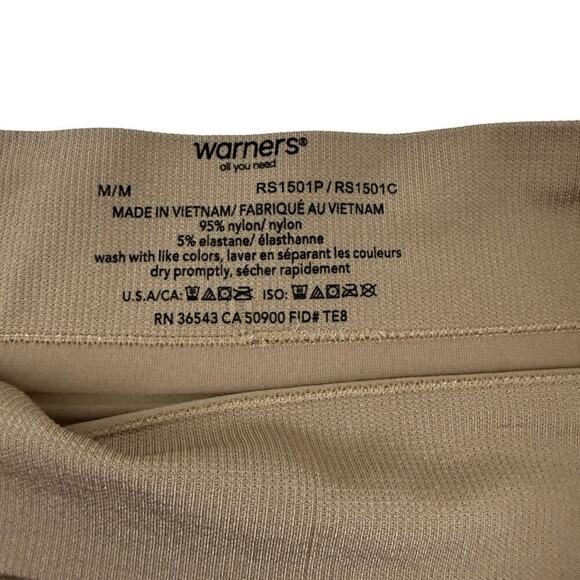 warners®
all you need
M/M RS1501P / RS1501C
MADE IN VIETNAM/ FABRIQUÉ AU VIETNAM
95% nylon/ nylon
5% elastane/ élasthanne
wash with like colors, laver en séparant les couleurs
dry promptly, sécher rapidement
U.S.A/CA: ISO:
RN 36543 CA 50900 FID# TE8